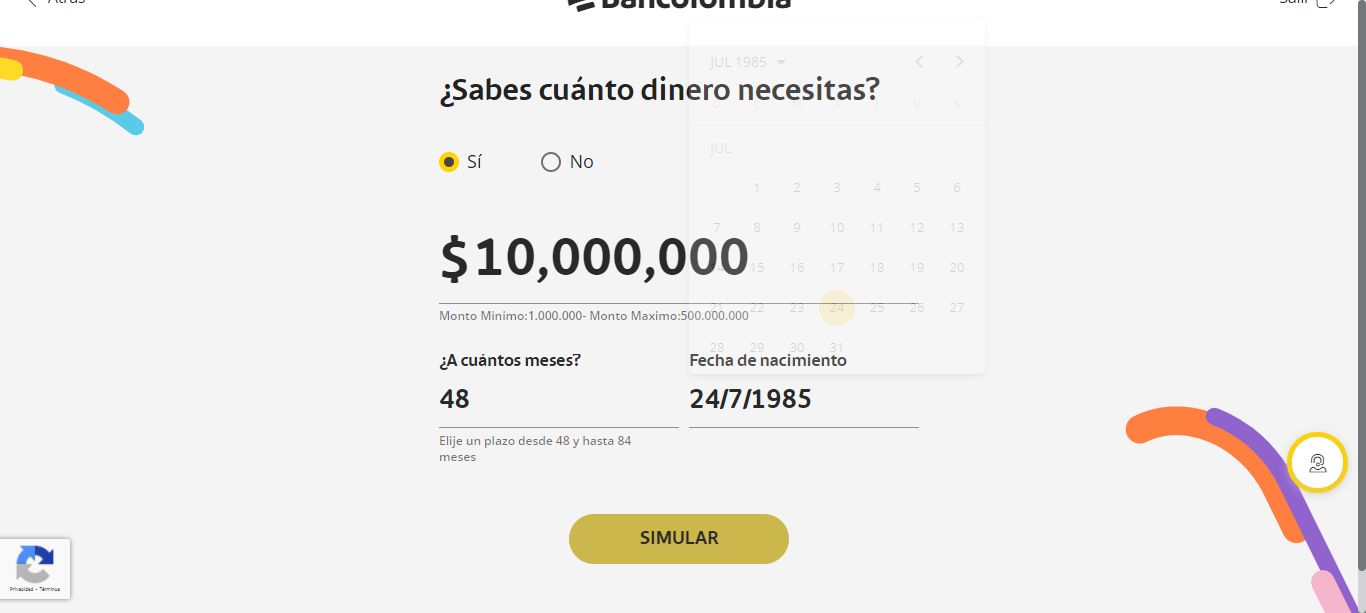 Atrás
Bancolombia
Salir
JUL 1985
¿Sabes cuánto dinero necesitas?
D L M X J V S
Sí
No
JUL
1 2 3 4 5 6
7 8 9 10 11 12 13
14 15 16 17 18 19 20
21 22 23 24 25 26 27
28 29 30 31
$10,000,000
Monto Minimo:1.000.000- Monto Maximo:500.000.000
¿A cuántos meses?
Fecha de nacimiento
48
24/7/1985
Elije un plazo desde 48 y hasta 84
meses
SIMULAR
Privacidad - Términos